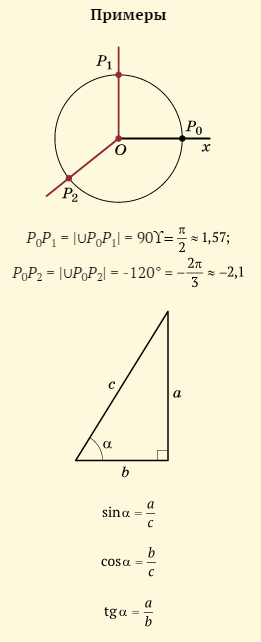 Примеры
P₁
P₀
O
x
P₂
P₀P₁ = |∪P₀P₁| = 90ϒ = π/2 ≈ 1,57;
P₀P₂ = |∪P₀P₂| = -120° = −2π/3 ≈ −2,1
c
a
α
b
sin α = a/c
cos α = b/c
tg α = a/b